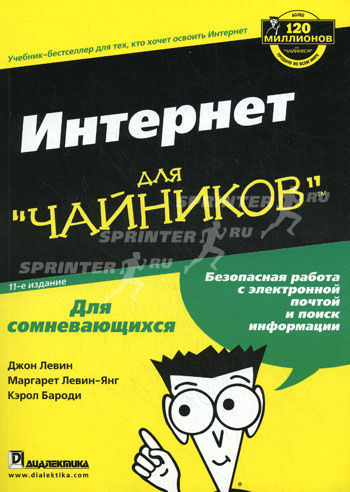 Учебник-бестселлер для тех, кто хочет освоить Интернет
БОЛЕЕ
120
МИЛЛИОНОВ
"ЧАЙНИКОВ"
ПРОДАНО ВО ВСЕМ МИРЕ
Интернет
для
"ЧАЙНИКОВ"™
SPRINTER.RU
SPRINTER.RU
SPRINTER.RU
11-е издание
Для
сомневающихся
Безопасная работа
с электронной
почтой
и поиск
информации
Джон Левин
Маргарет Левин-Янг
Кэрол Бароди
ДИАЛЕКТИКА
www.dialektika.com